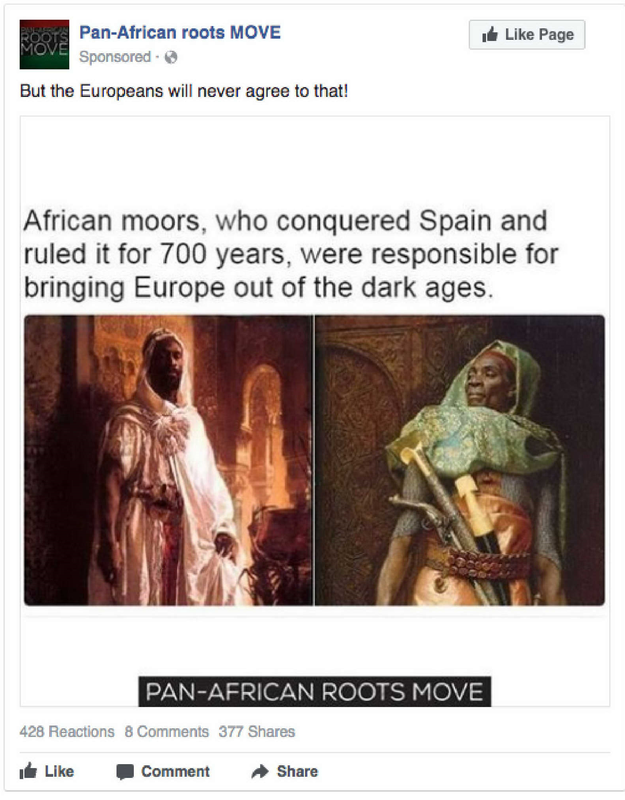 ROOTS
MOVE
Pan-African roots MOVE
Like Page
Sponsored ·
But the Europeans will never agree to that!
African moors, who conquered Spain and
ruled it for 700 years, were responsible for
bringing Europe out of the dark ages.
PAN-AFRICAN ROOTS MOVE
428 Reactions 8 Comments 377 Shares
Like Comment Share